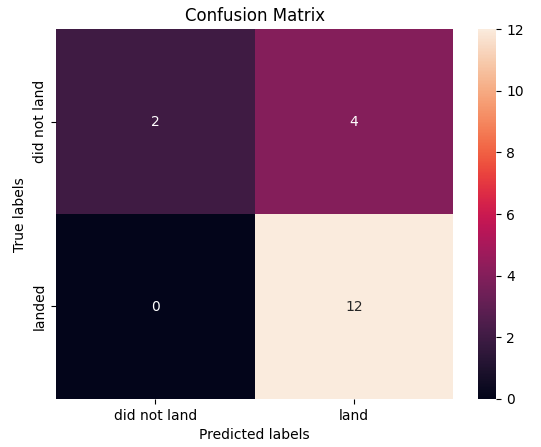 Confusion Matrix
True labels
did not land
landed
2
4
0
12
did not land
land
Predicted labels
12
10
8
6
4
2
0